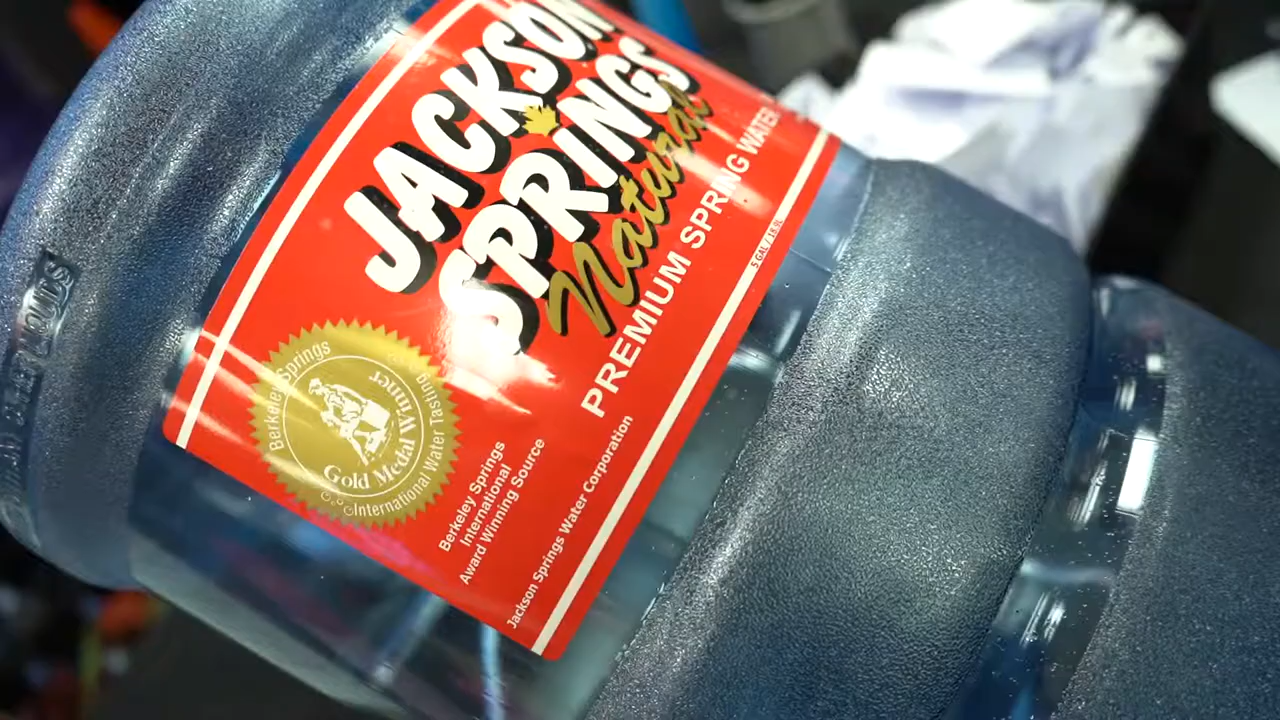 JACKSON
SPRINGS
Natural
PREMIUM SPRING WATER
5 GAL / 18.9L
Berkeley Springs
International Water Tasting
Gold Medal Winner
Berkeley Springs
International
Award Winning Source
Jackson Springs Water Corporation
LIQUIDS